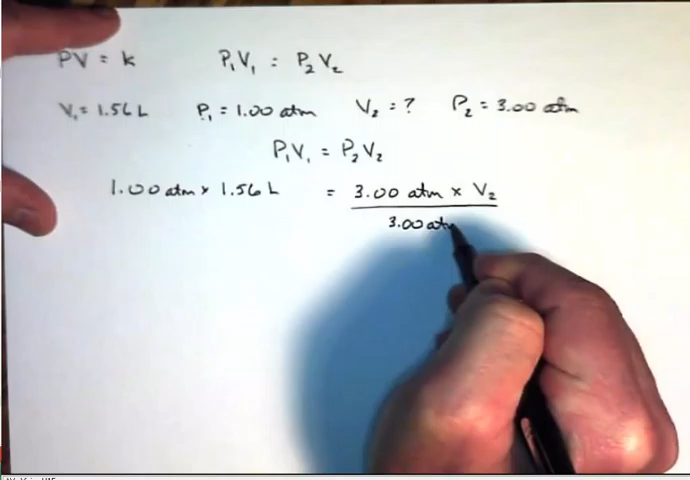 PV = k P₁V₁ = P₂V₂
V₁ = 1.56 L P₁ = 1.00 atm V₂ = ? P₂ = 3.00 atm
P₁V₁ = P₂V₂
1.00 atm × 1.56 L = 3.00 atm × V₂
3.00 atm